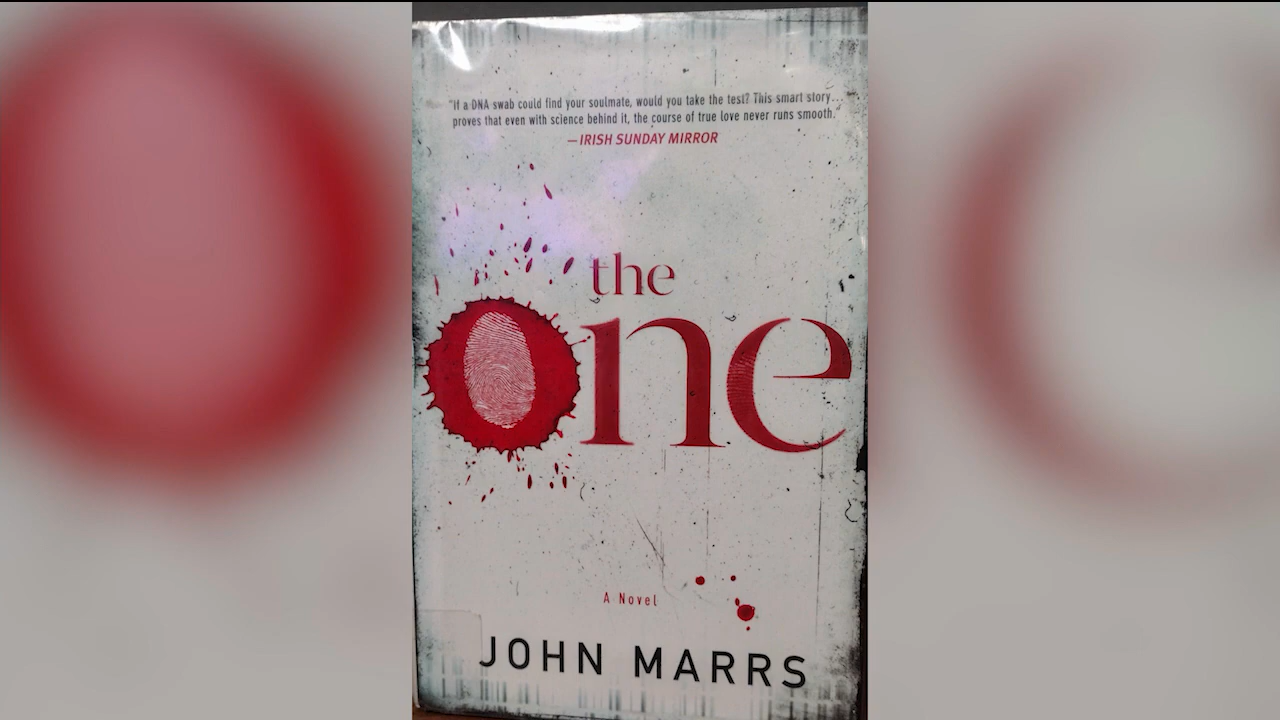 "If a DNA swab could find your soulmate, would you take the test? This smart story...
proves that even with science behind it, the course of true love never runs smooth."
—IRISH SUNDAY MIRROR
the
one
A Novel
JOHN MARRS